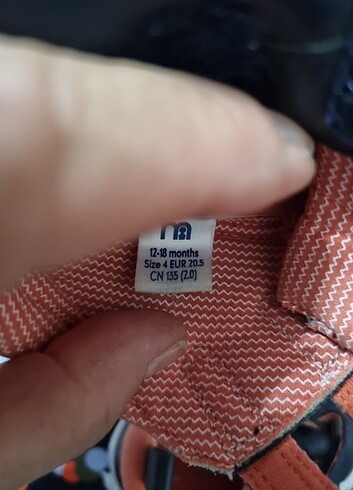 m
12-18 months
Size 4 EUR 20.5
CN 135 (2.0)